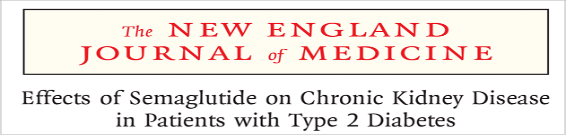 The NEW ENGLAND
JOURNAL of MEDICINE
Effects of Semaglutide on Chronic Kidney Disease
in Patients with Type 2 Diabetes